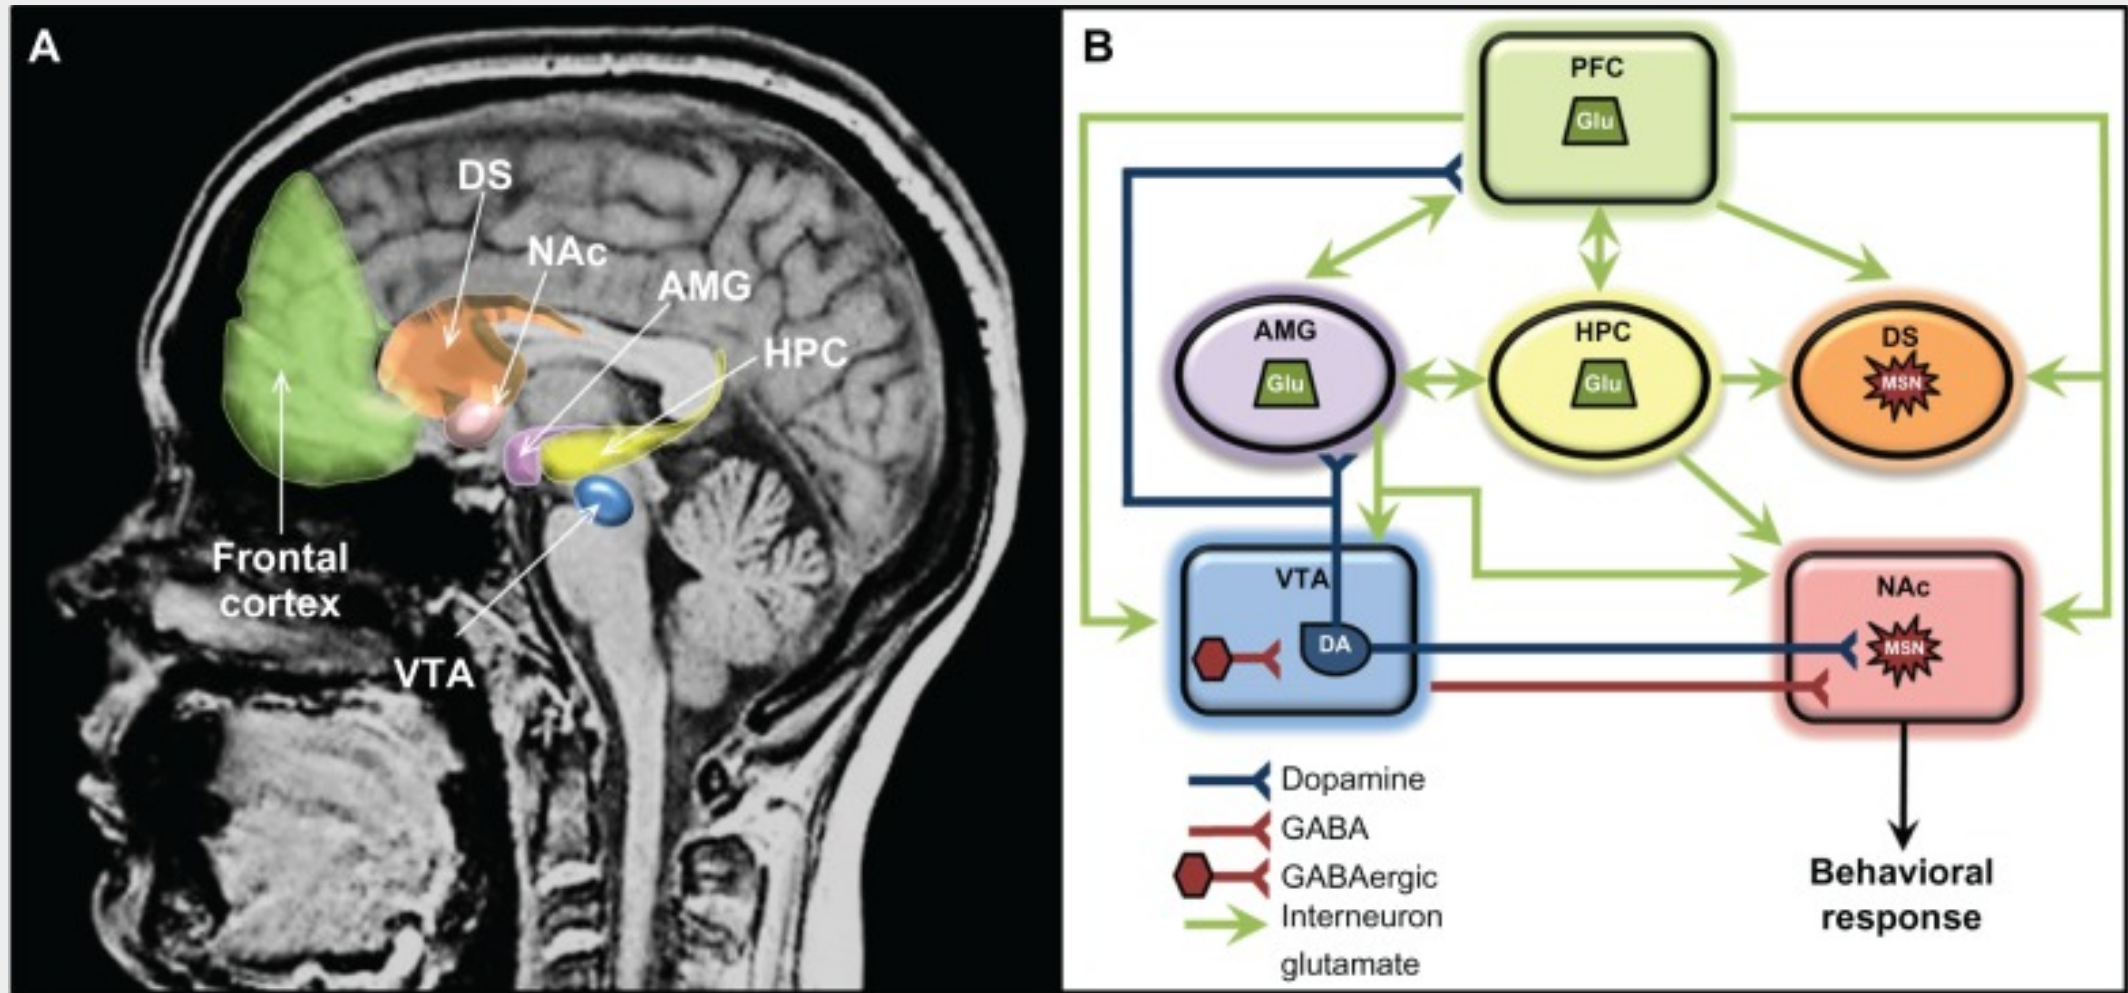 A
DS
NAc
AMG
HPC
Frontal
cortex
VTA
B
PFC
Glu
AMG
Glu
HPC
Glu
DS
MSN
VTA
DA
NAc
MSN
Dopamine
GABA
GABAergic
Interneuron
glutamate
Behavioral
response